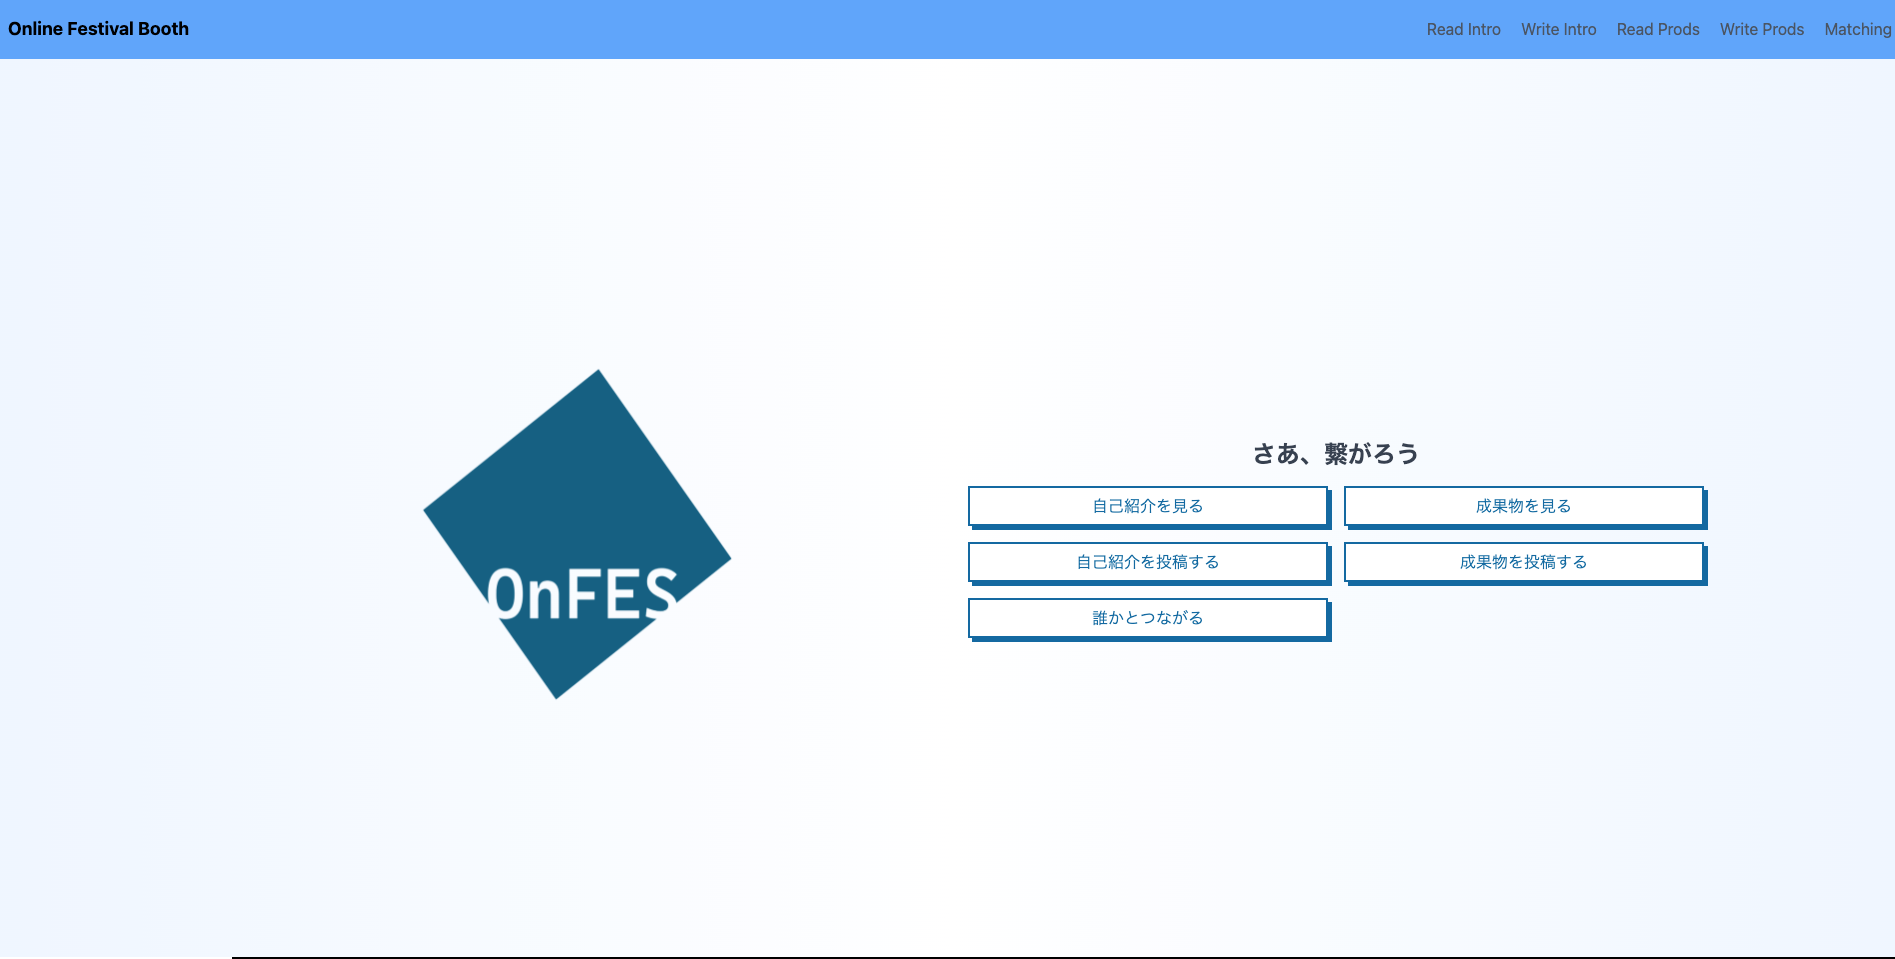 Online Festival Booth
Read Intro Write Intro Read Prods Write Prods Matching
OnFES
さあ、繋がろう
自己紹介を見る 成果物を見る
自己紹介を投稿する 成果物を投稿する
誰かとつながる